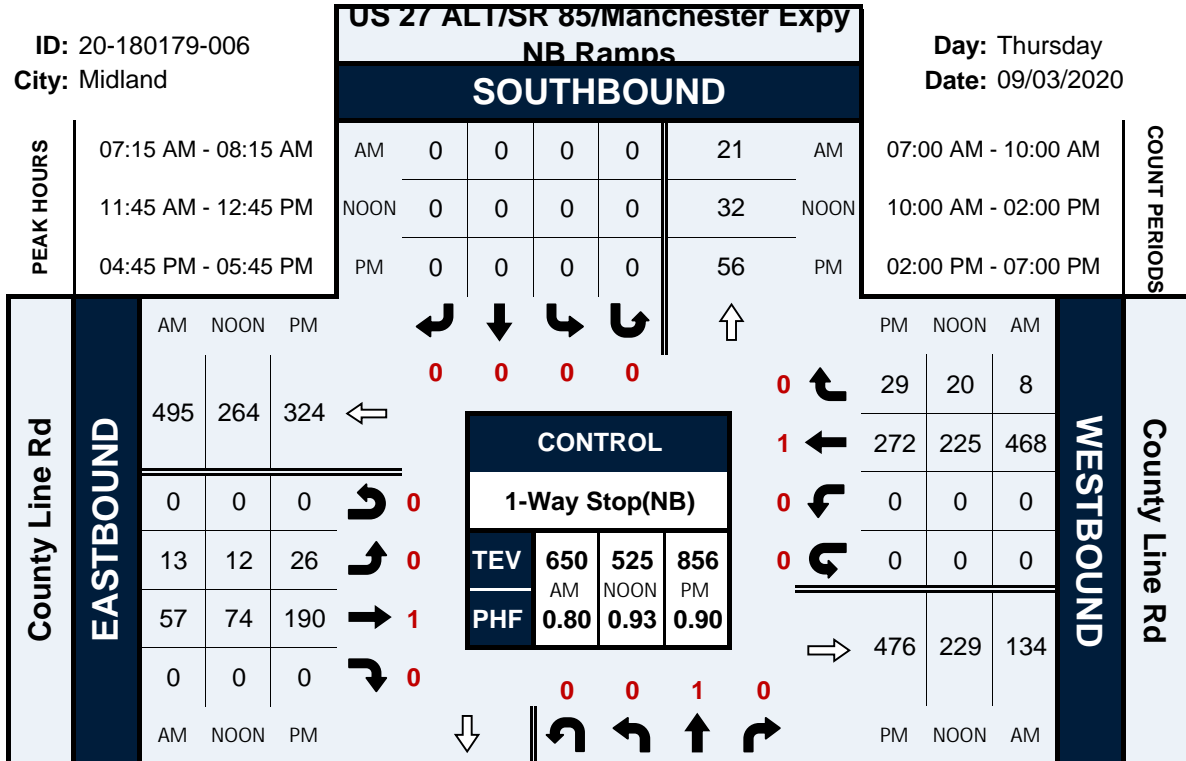 US 27 ALT/SR 85/Manchester Expy
NB Ramps
ID: 20-180179-006
City: Midland
Day: Thursday
Date: 09/03/2020
SOUTHBOUND
PEAK HOURS
07:15 AM - 08:15 AM
11:45 AM - 12:45 PM
04:45 PM - 05:45 PM
AM 0 0 0 0 21 AM
NOON 0 0 0 0 32 NOON
PM 0 0 0 0 56 PM
07:00 AM - 10:00 AM
10:00 AM - 02:00 PM
02:00 PM - 07:00 PM
COUNT PERIODS
0 0 0 0
County Line Rd
EASTBOUND
AM NOON PM
495 264 324
0 0 0 0
13 12 26 0
57 74 190 1
0 0 0 0
AM NOON PM
CONTROL
1-Way Stop(NB)
TEV 650 525 856
AM NOON PM
PHF 0.80 0.93 0.90
PM NOON AM
0 29 20 8
1 272 225 468
0 0 0 0
0 0 0 0
476 229 134
PM NOON AM
WESTBOUND
County Line Rd
0 0 1 0